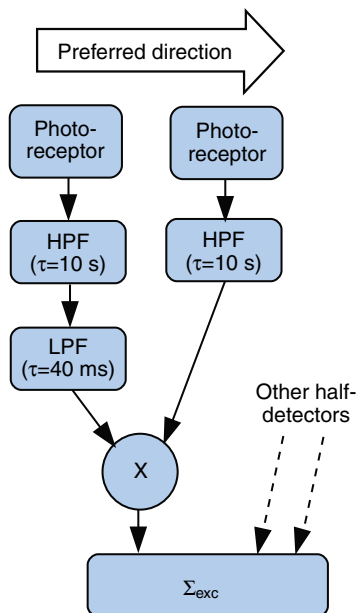 Preferred direction
Photo-
receptor
Photo-
receptor
HPF
(τ=10 s)
HPF
(τ=10 s)
LPF
(τ=40 ms)
Other half-
detectors
X
Σexc